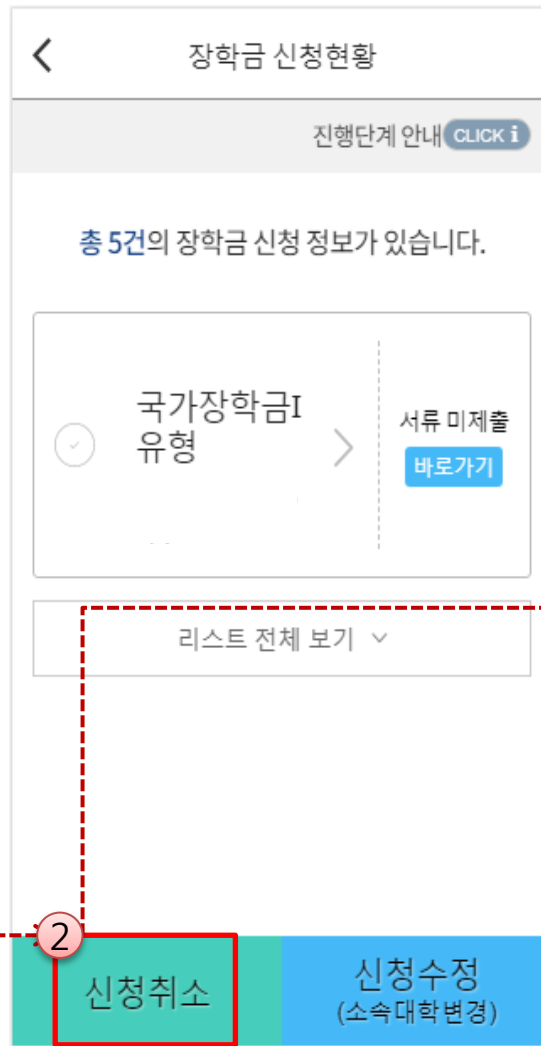 장학금 신청현황
진행단계 안내 CLICK i
총 5건의 장학금 신청 정보가 있습니다.
국가장학금I
유형
서류 미제출
바로가기
리스트 전체 보기
2
신청취소
신청수정
(소속대학변경)